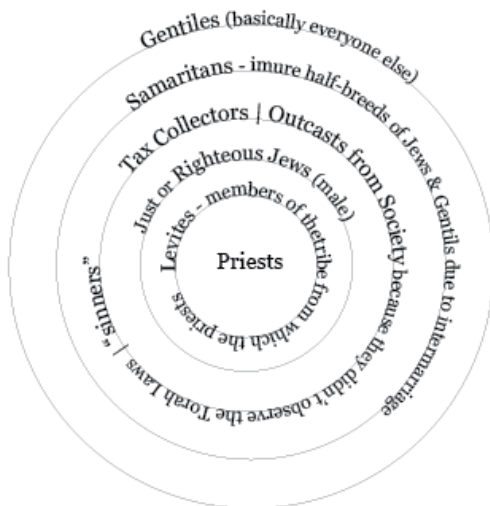 Gentiles (basically everyone else)
Samaritans - imure half-breeds of Jews & Gentils due to intermarriage
Tax Collectors | Outcasts from Society because they didn't observe the Torah Laws | "sinners"
Just or Righteous Jews (male)
Levites - members of thetribe from which the priests
Priests